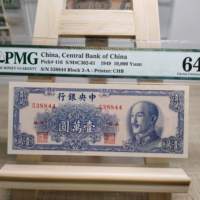 PMG
China, Central Bank of China
Pick# 416 S/M#C302-61 1949 10,000 Yuan
S/N 538844 Block 2-A - Printer: CHB
64
行銀央中
538844
538844
圓萬壹